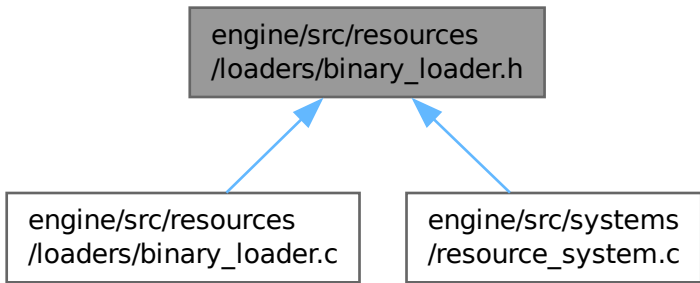 engine/src/resources
/loaders/binary_loader.h
engine/src/resources
/loaders/binary_loader.c
engine/src/systems
/resource_system.c